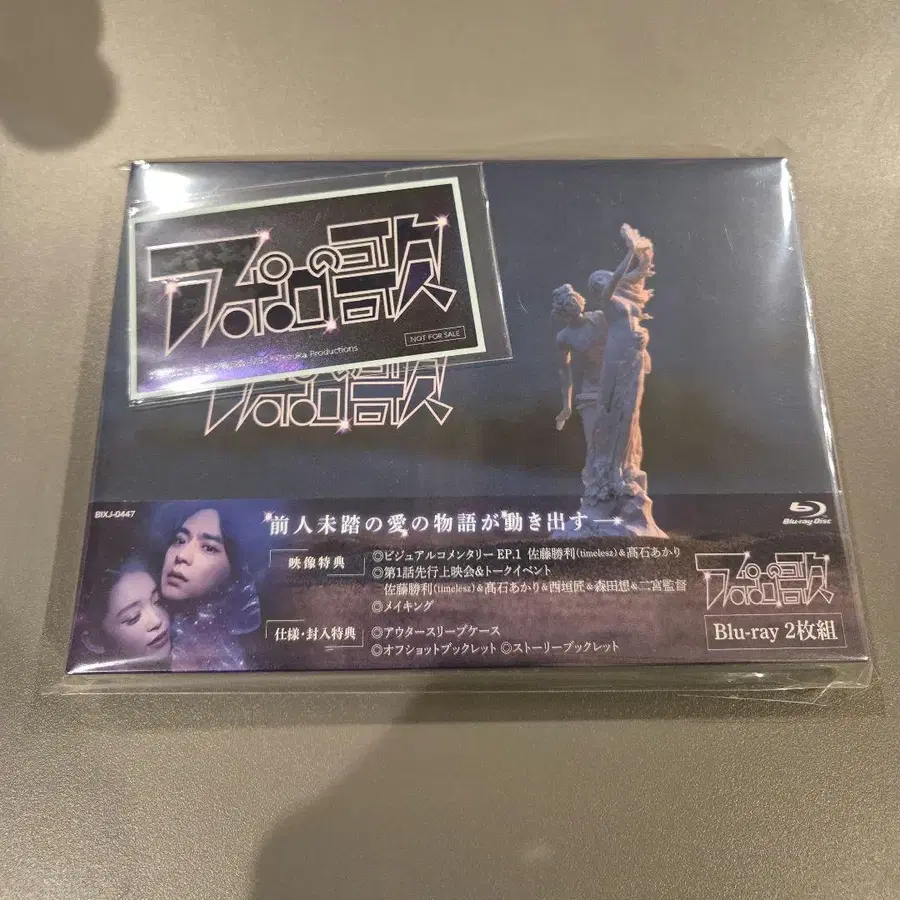 アポロの歌
NOT FOR SALE
Tezuka Productions
アポロの歌
BIXJ-0447
前人未踏の愛の物語が動き出す――
映像特典
◎ビジュアルコメンタリー EP.1 佐藤勝利(timelesz)&髙石あかり
◎第1話先行上映会&トークイベント
佐藤勝利(timelesz)&髙石あかり&西垣匠&森田想&二宮監督
◎メイキング
仕様・封入特典
◎アウタースリーブケース
◎オフショットブックレット ◎ストーリーブックレット
Blu-ray Disc
アポロの歌
Blu-ray 2枚組